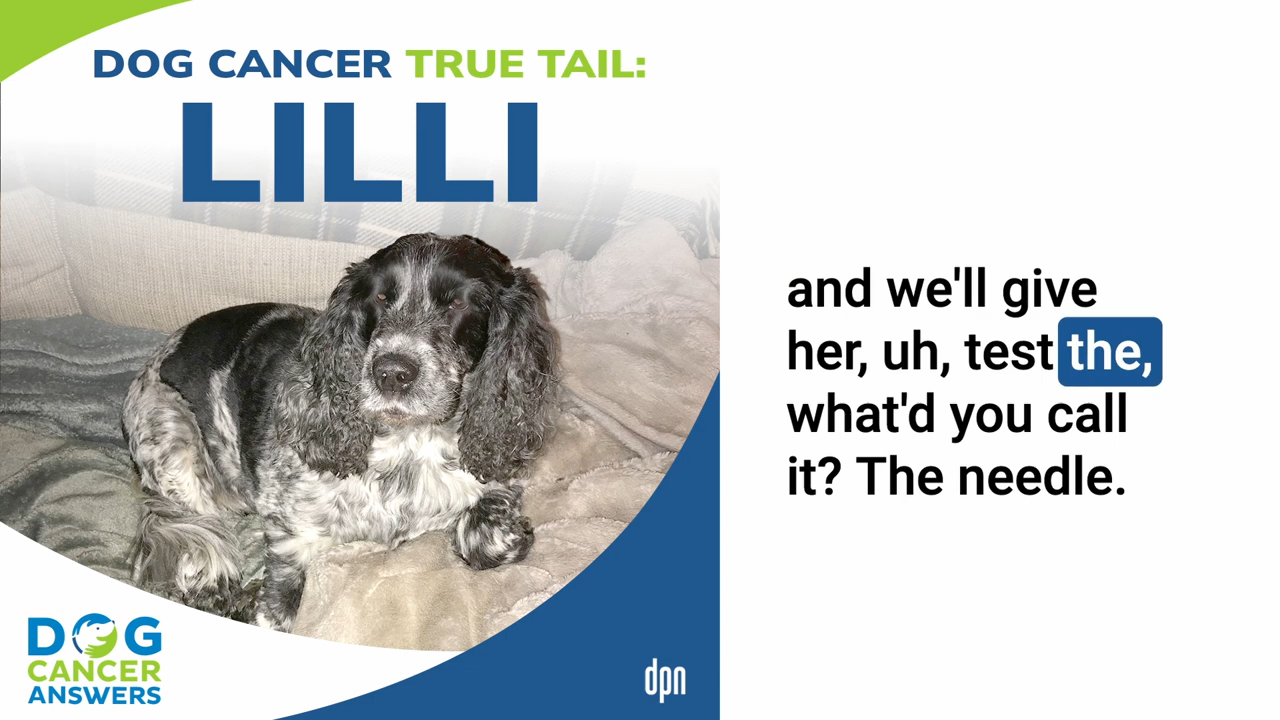 DOG CANCER TRUE TAIL:
LILLI
and we'll give
her, uh, test the,
what'd you call
it? The needle.
DOG
CANCER
ANSWERS
dpn